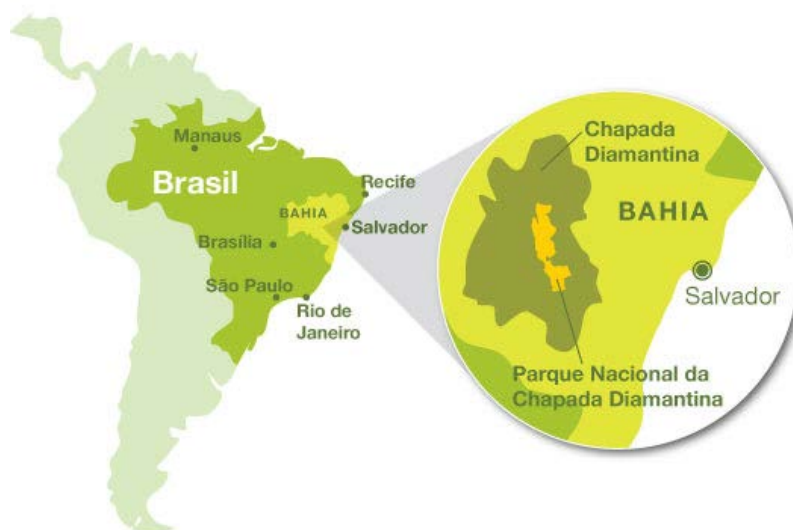 Manaus
Brasil
Recife
BAHIA
Salvador
Brasília
São Paulo
Rio de
Janeiro
Chapada
Diamantina
BAHIA
Salvador
Parque Nacional da
Chapada Diamantina